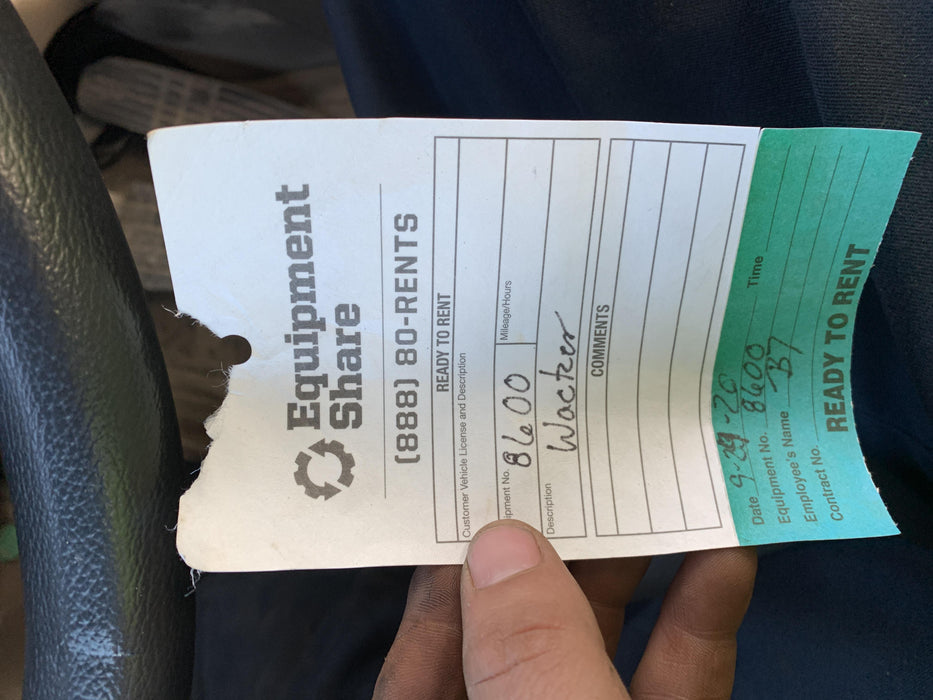 Equipment
Share
(888) 80-RENTS
READY TO RENT
Customer Vehicle License and Description
ipment No. 8600 Mileage/Hours
Description Wacker
COMMENTS
Date 9-29-20 Time
Equipment No. 8600
Employee's Name B7
Contract No.
READY TO RENT